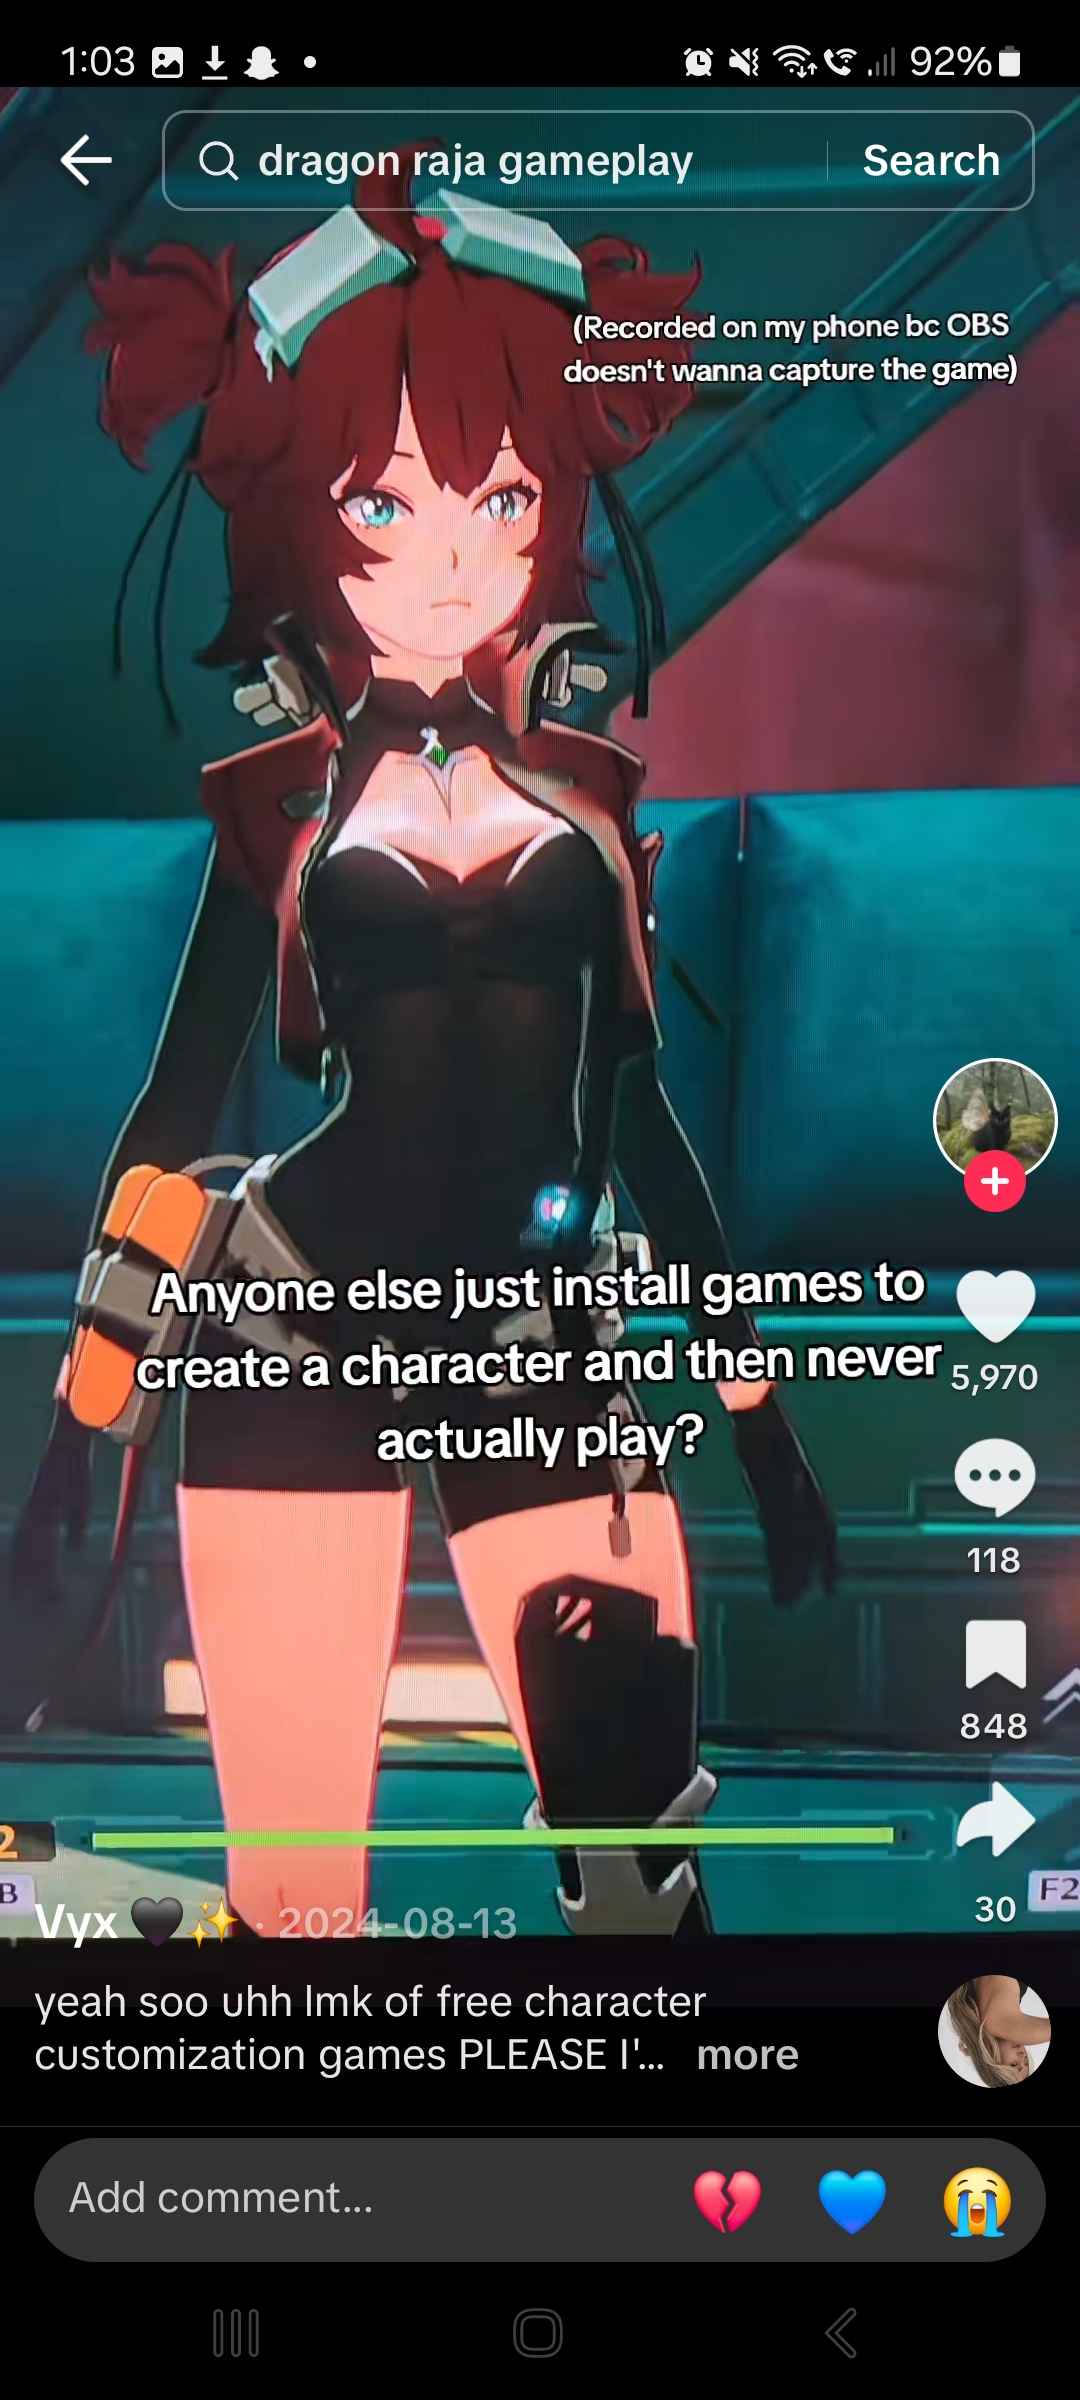 1:03
92%
dragon raja gameplay
Search
(Recorded on my phone bc OBS
doesn't wanna capture the game)
Anyone else just install games to
create a character and then never
actually play?
5,970
118
848
2
B
F2
30
Vyx 🖤✨ · 2024-08-13
yeah soo uhh lmk of free character
customization games PLEASE I'... more
Add comment...